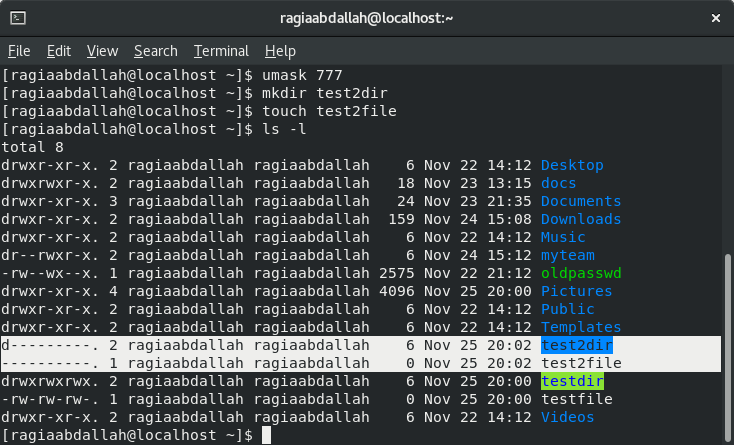 ragiaabdallah@localhost:~
File Edit View Search Terminal Help
[ragiaabdallah@localhost ~]$ umask 777
[ragiaabdallah@localhost ~]$ mkdir test2dir
[ragiaabdallah@localhost ~]$ touch test2file
[ragiaabdallah@localhost ~]$ ls -l
total 8
drwxr-xr-x. 2 ragiaabdallah ragiaabdallah    6 Nov 22 14:12 Desktop
drwxrwxr-x. 2 ragiaabdallah ragiaabdallah   18 Nov 23 13:15 docs
drwxr-xr-x. 3 ragiaabdallah ragiaabdallah   24 Nov 23 21:35 Documents
drwxr-xr-x. 2 ragiaabdallah ragiaabdallah  159 Nov 24 15:08 Downloads
drwxr-xr-x. 2 ragiaabdallah ragiaabdallah    6 Nov 22 14:12 Music
dr--rwxr-x. 2 ragiaabdallah ragiaabdallah    6 Nov 24 15:12 myteam
-rw--wx--x. 1 ragiaabdallah ragiaabdallah 2575 Nov 22 21:12 oldpasswd
drwxr-xr-x. 4 ragiaabdallah ragiaabdallah 4096 Nov 25 20:00 Pictures
drwxr-xr-x. 2 ragiaabdallah ragiaabdallah    6 Nov 22 14:12 Public
drwxr-xr-x. 2 ragiaabdallah ragiaabdallah    6 Nov 22 14:12 Templates
d---------. 2 ragiaabdallah ragiaabdallah    6 Nov 25 20:02 test2dir
----------. 1 ragiaabdallah ragiaabdallah    0 Nov 25 20:02 test2file
drwxrwxrwx. 2 ragiaabdallah ragiaabdallah    6 Nov 25 20:00 testdir
-rw-rw-rw-. 1 ragiaabdallah ragiaabdallah    0 Nov 25 20:00 testfile
drwxr-xr-x. 2 ragiaabdallah ragiaabdallah    6 Nov 22 14:12 Videos
[ragiaabdallah@localhost ~]$